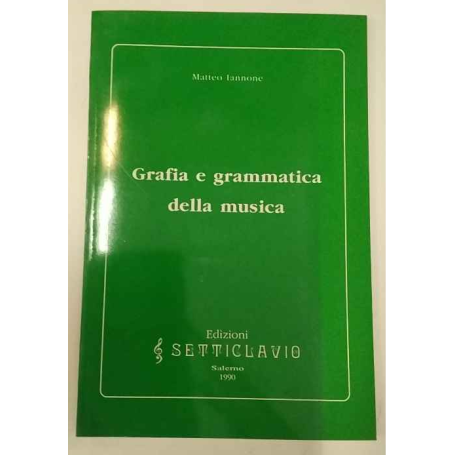 Matteo Iannone
Grafia e grammatica
della musica
Edizioni
SETTICLAVIO
Salerno
1990